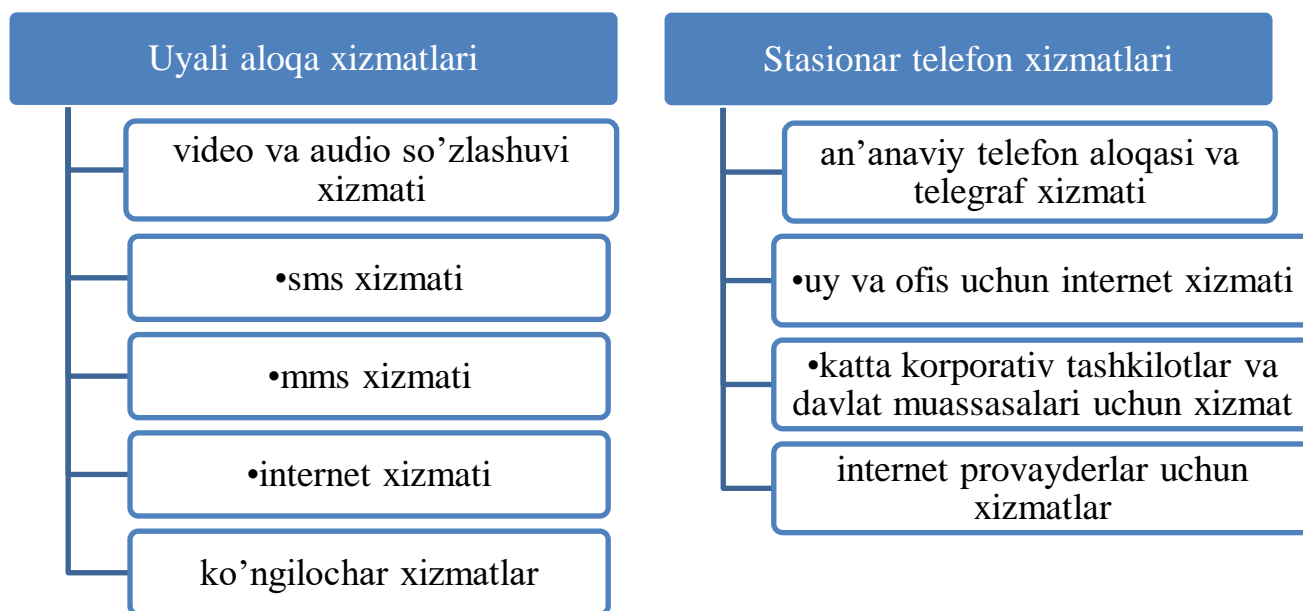 Uyali aloqa xizmatlari
video va audio so’zlashuvi
xizmati
•sms xizmati
•mms xizmati
•internet xizmati
ko’ngilochar xizmatlar
Stasionar telefon xizmatlari
an’anaviy telefon aloqasi va
telegraf xizmati
•uy va ofis uchun internet xizmati
•katta korporativ tashkilotlar va
davlat muassasalari uchun xizmat
internet provayderlar uchun
xizmatlar